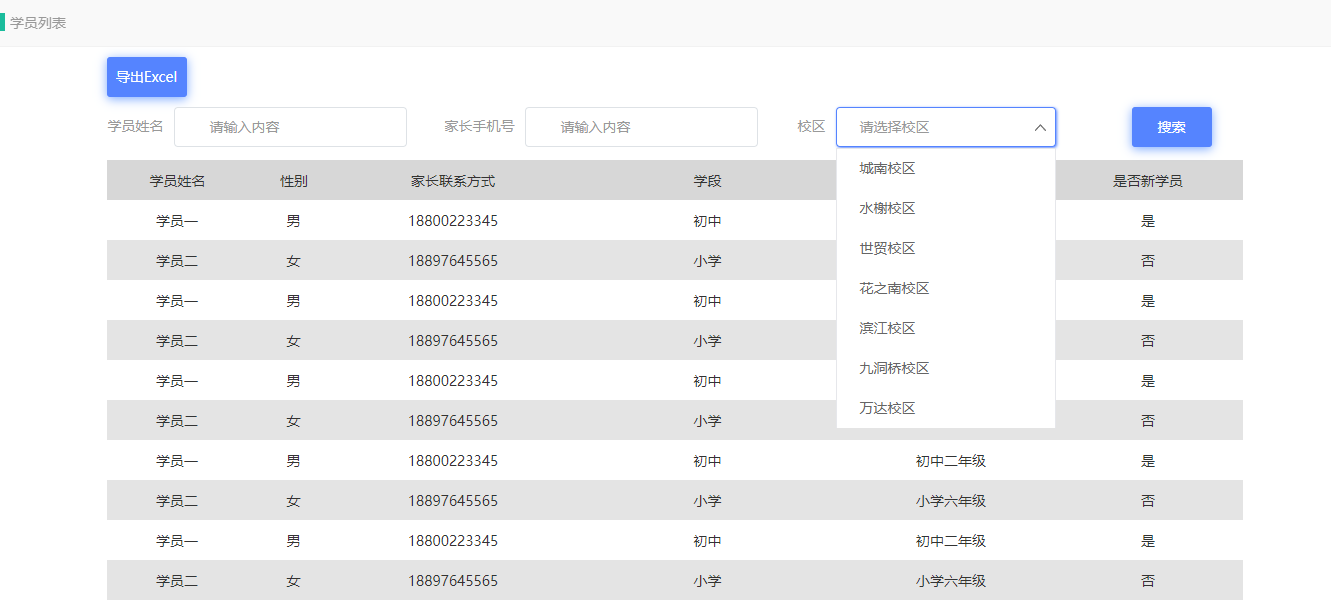 学员列表
导出Excel
学员姓名 请输入内容 家长手机号 请输入内容 校区 请选择校区 搜索
学员姓名 性别 家长联系方式 学段 是否新学员
城南校区
学员一 男 18800223345 初中 水榭校区 是
学员二 女 18897645565 小学 世贸校区 否
学员一 男 18800223345 初中 花之南校区 是
学员二 女 18897645565 小学 滨江校区 否
学员一 男 18800223345 初中 九洞桥校区 是
学员二 女 18897645565 小学 万达校区 否
学员一 男 18800223345 初中 初中二年级 是
学员二 女 18897645565 小学 小学六年级 否
学员一 男 18800223345 初中 初中二年级 是
学员二 女 18897645565 小学 小学六年级 否